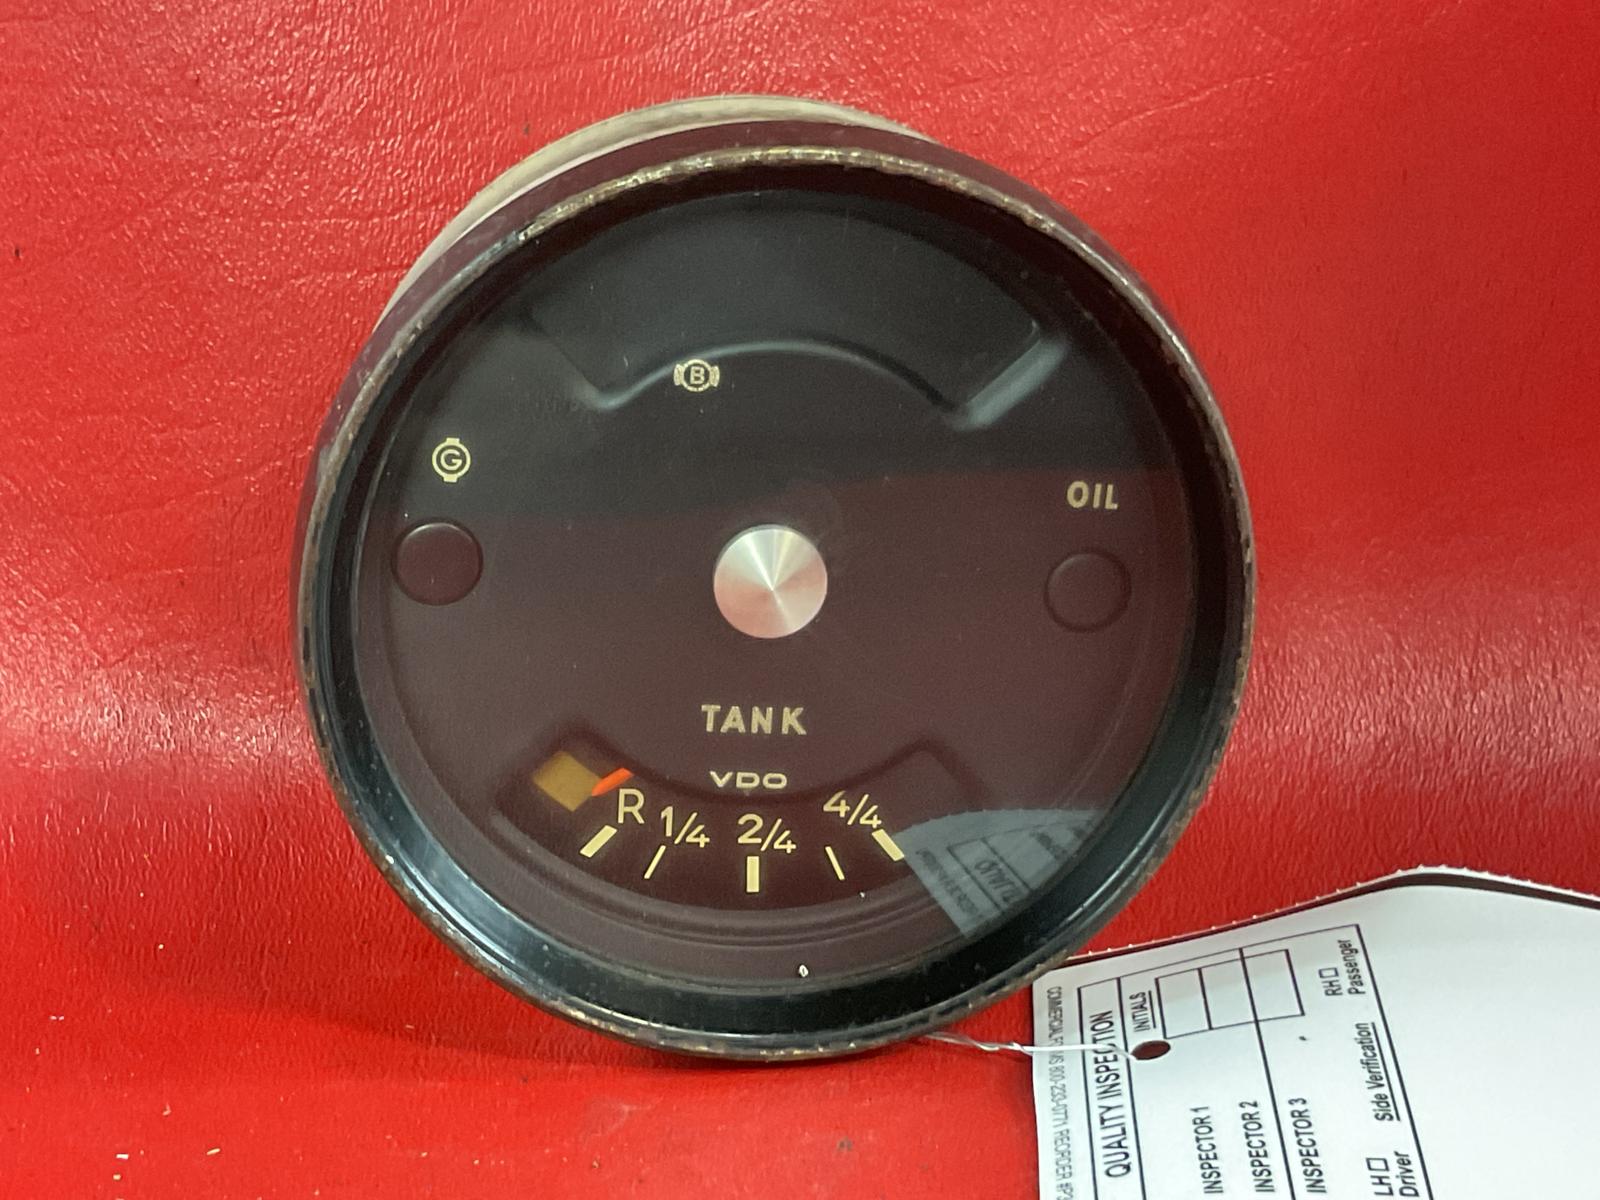 B
G
OIL
TANK
VDO
R 1/4 2/4 4/4
QUALITY INSPECTION
INITIALS
INSPECTOR 1
INSPECTOR 2
INSPECTOR 3
Side Verification
LH
Driver
RH
Passenger